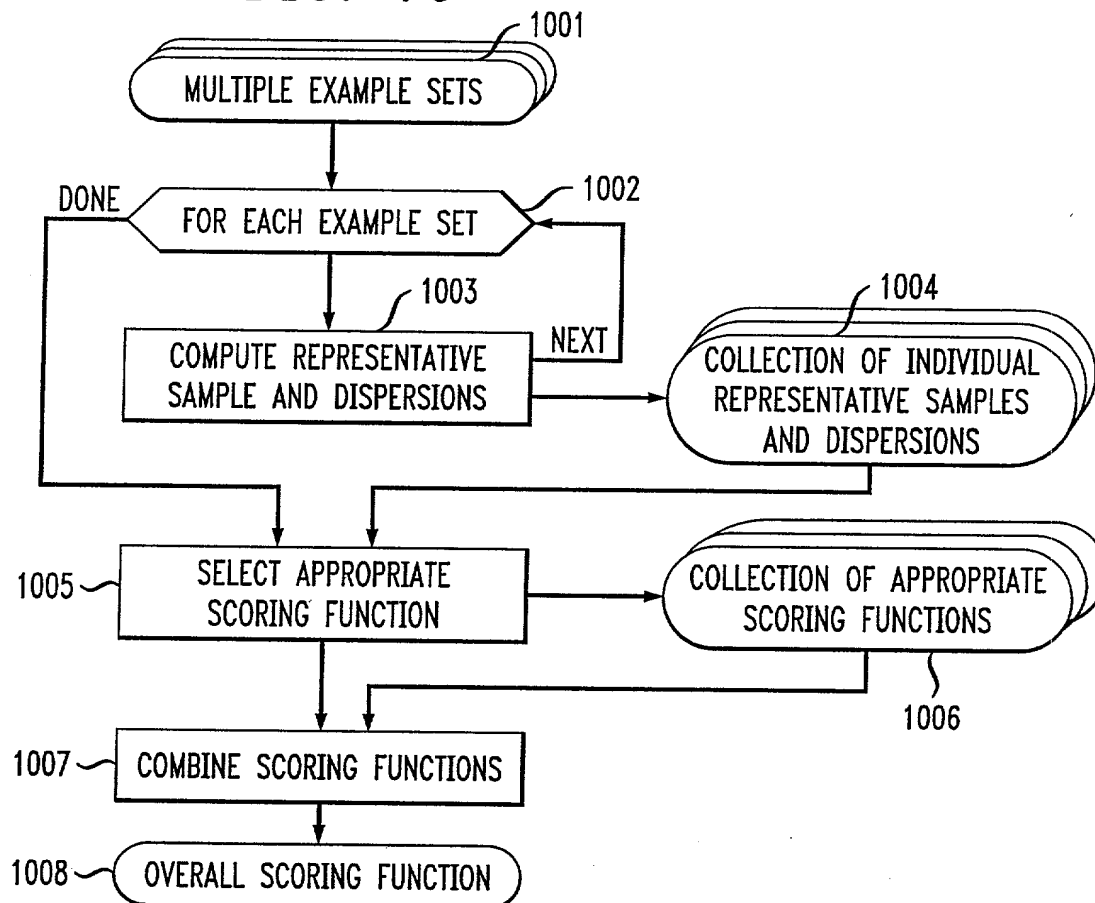 1001
MULTIPLE EXAMPLE SETS
DONE
1002
FOR EACH EXAMPLE SET
1003
1004
NEXT
COMPUTE REPRESENTATIVE
SAMPLE AND DISPERSIONS
COLLECTION OF INDIVIDUAL
REPRESENTATIVE SAMPLES
AND DISPERSIONS
1005
SELECT APPROPRIATE
SCORING FUNCTION
COLLECTION OF APPROPRIATE
SCORING FUNCTIONS
1006
1007
COMBINE SCORING FUNCTIONS
1008
OVERALL SCORING FUNCTION